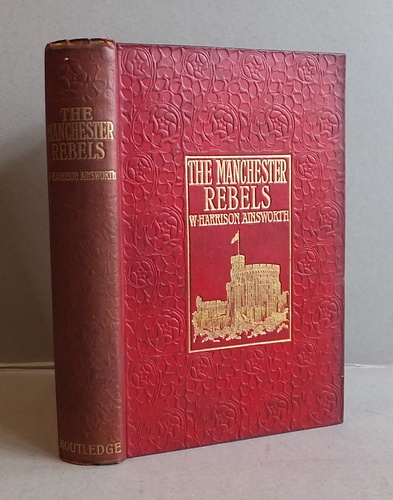 THE
MANCHESTER
REBELS
W·HARRISON AINSWORTH
ROUTLEDGE
THE MANCHESTER
REBELS
W·HARRISON AINSWORTH